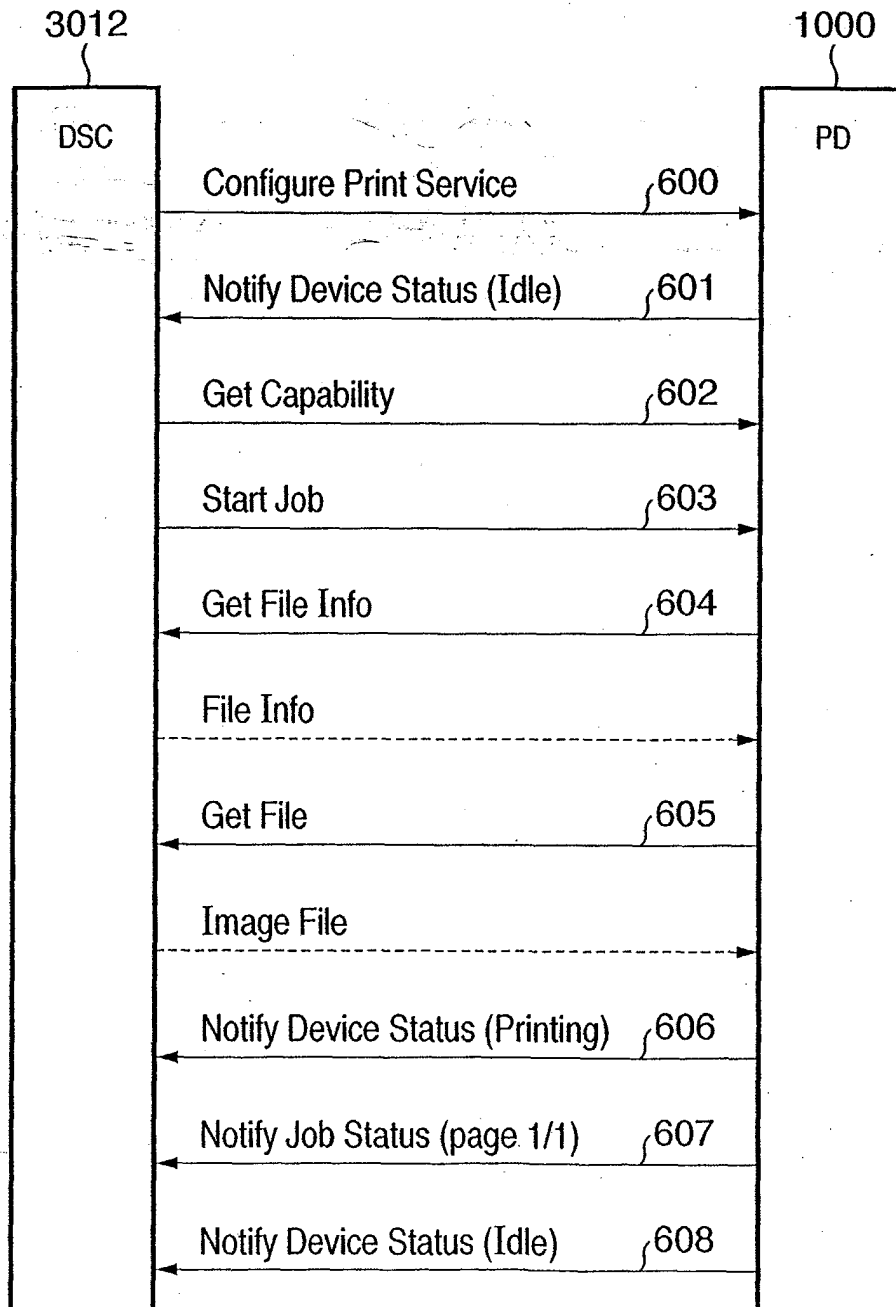 3012 1000
DSC PD
Configure Print Service 600
Notify Device Status (Idle) 601
Get Capability 602
Start Job 603
Get File Info 604
File Info
Get File 605
Image File
Notify Device Status (Printing) 606
Notify Job Status (page 1/1) 607
Notify Device Status (Idle) 608